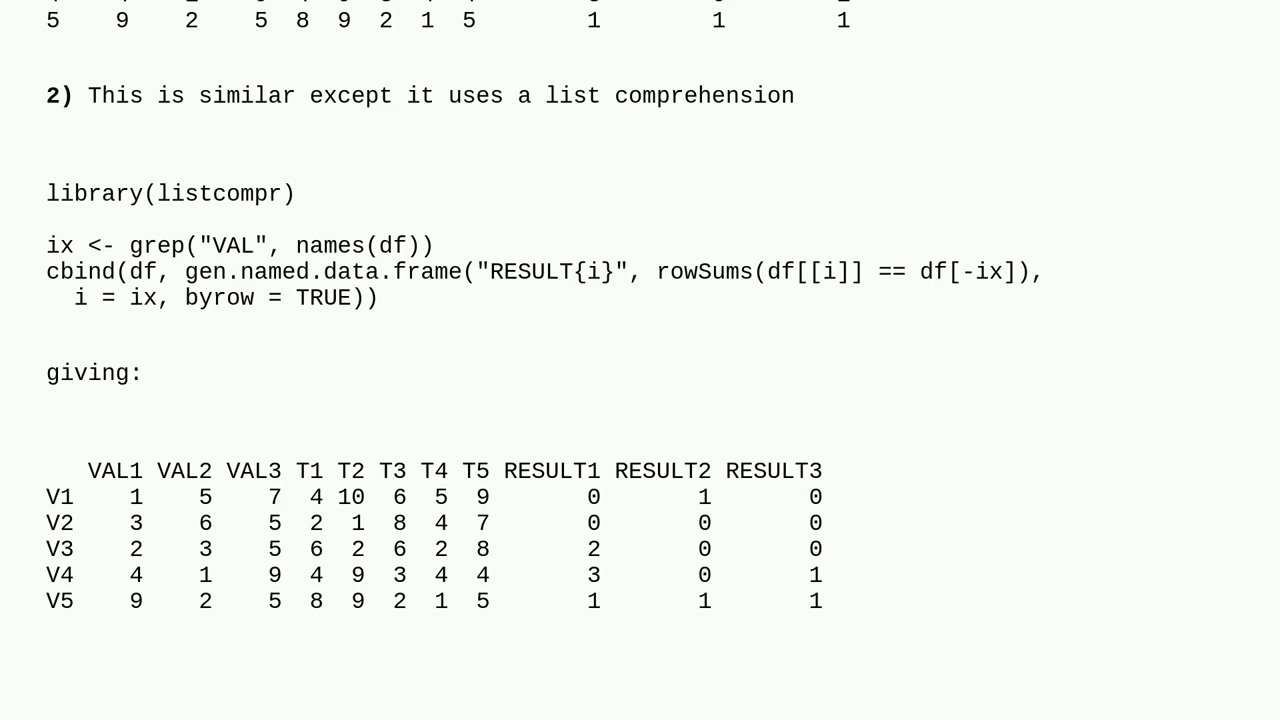 5 9 2 5 8 9 2 1 5 1 1 1
2) This is similar except it uses a list comprehension
library(listcompr)
ix <- grep("VAL", names(df))
cbind(df, gen.named.data.frame("RESULT{i}", rowSums(df[[i]] == df[-ix]),
i = ix, byrow = TRUE))
giving:
VAL1 VAL2 VAL3 T1 T2 T3 T4 T5 RESULT1 RESULT2 RESULT3
V1 1 5 7 4 10 6 5 9 0 1 0
V2 3 6 5 2 1 8 4 7 0 0 0
V3 2 3 5 6 2 6 2 8 2 0 0
V4 4 1 9 4 9 3 4 4 3 0 1
V5 9 2 5 8 9 2 1 5 1 1 1